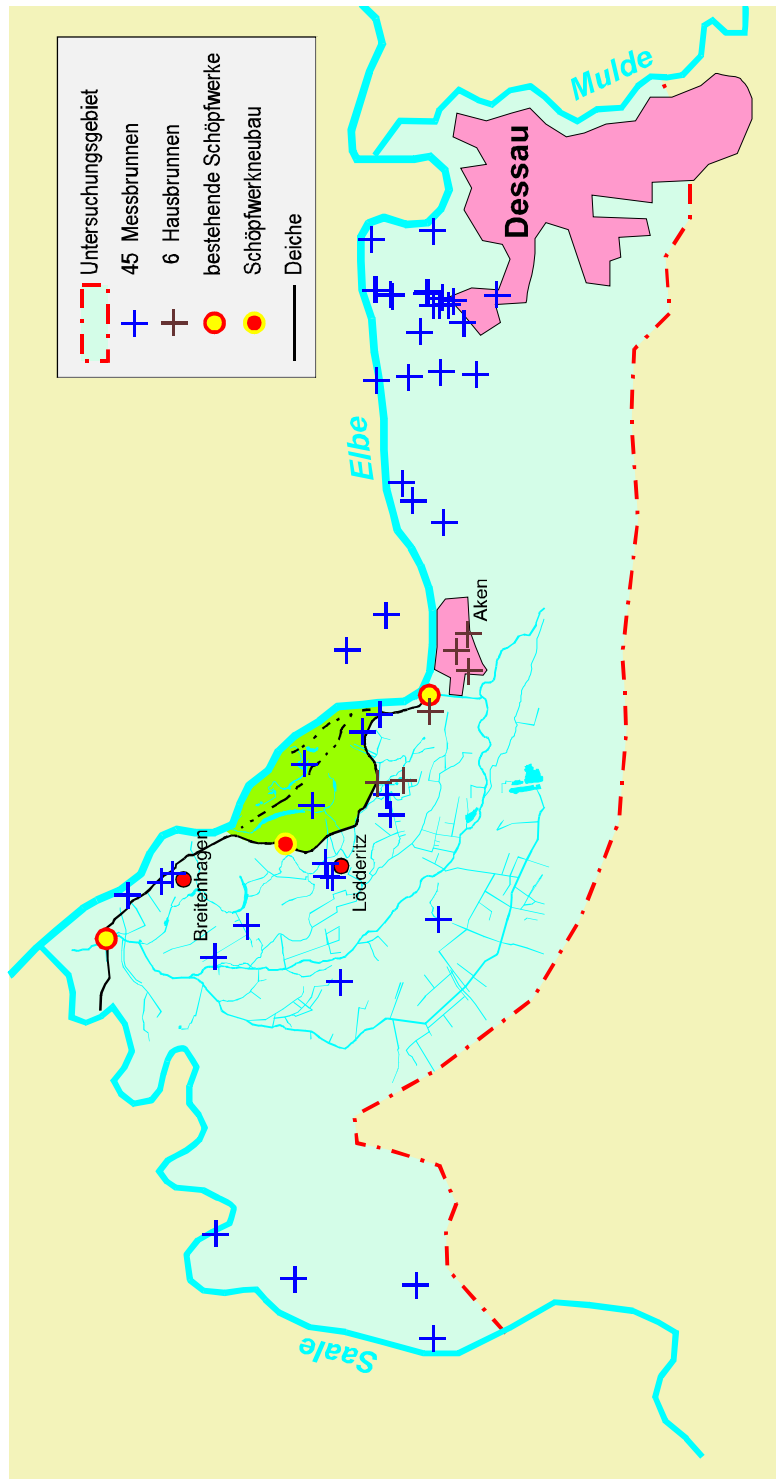 Untersuchungsgebiet
45 Messbrunnen
6 Hausbrunnen
bestehende Schöpfwerke
Schöpfwerkneubau
Deiche
Mulde
Dessau
Elbe
Aken
Breitenhagen
Lödderitz
Saale